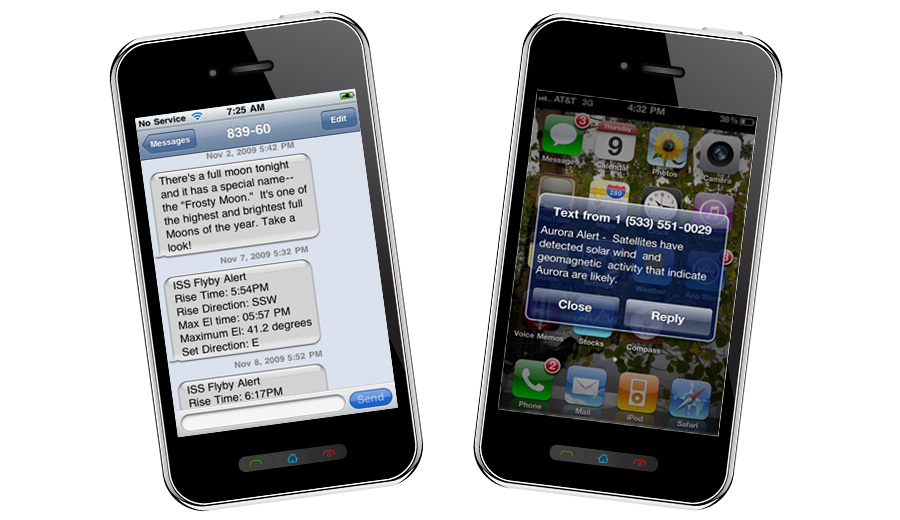 No Service 7:25 AM
Messages 839-60 Edit
Nov 2, 2009 5:42 PM
There's a full moon tonight
and it has a special name--
the "Frosty Moon." It's one of
the highest and brightest full
Moons of the year. Take a
look!
Nov 7, 2009 5:32 PM
ISS Flyby Alert
Rise Time: 5:54PM
Rise Direction: SSW
Max El time: 05:57 PM
Maximum El: 41.2 degrees
Set Direction: E
Nov 8, 2009 5:52 PM
ISS Flyby Alert
Rise Time: 6:17PM
Send
AT&T 3G 4:32 PM 38%
3
Thursday
9
Messages Calendar Photos Camera
280
Text from 1 (533) 551-0029
Aurora Alert - Satellites have
detected solar wind and
geomagnetic activity that indicate
Aurora are likely.
Weather App Store
Close Reply
Voice Memos Stocks Compass
2
Phone Mail iPod Safari